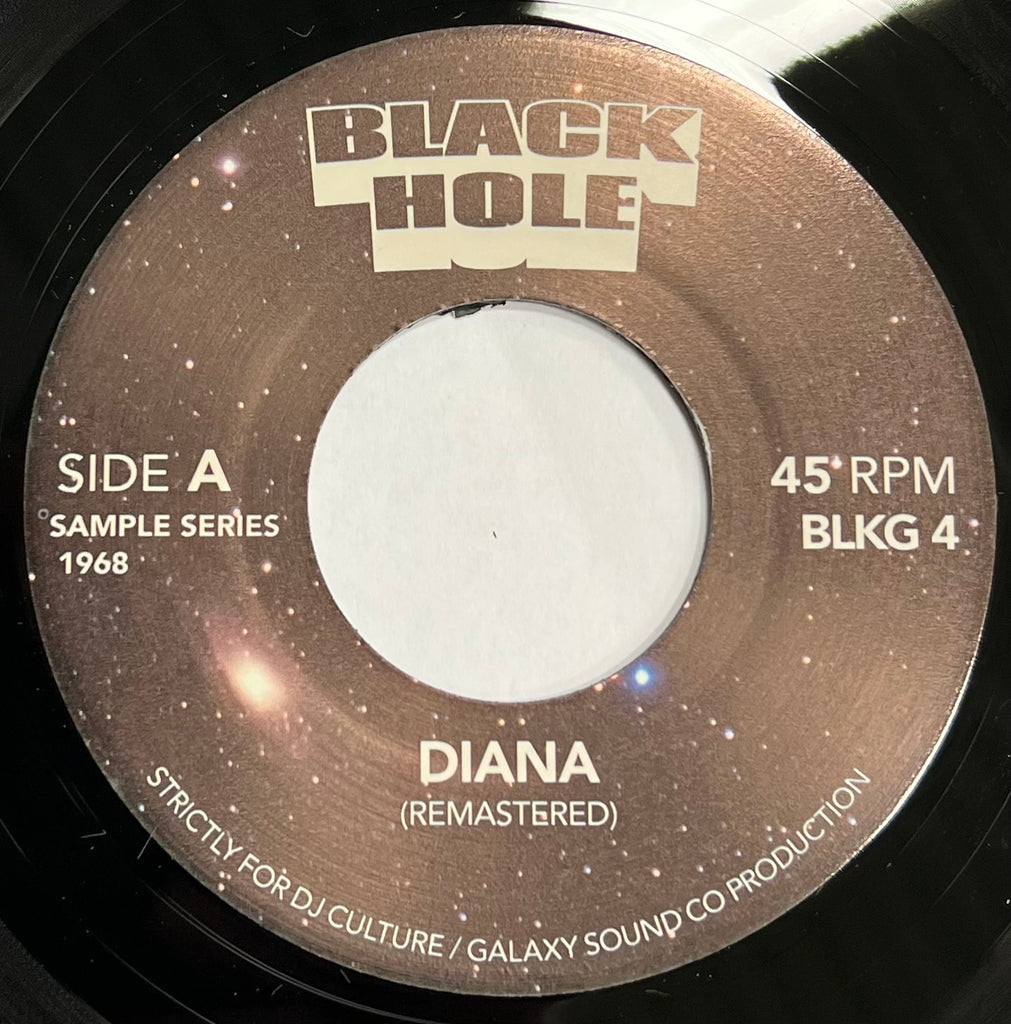 BLACK
HOLE
SIDE A
SAMPLE SERIES
1968
45 RPM
BLKG 4
DIANA
(REMASTERED)
STRICTLY FOR DJ CULTURE / GALAXY SOUND CO PRODUCTION